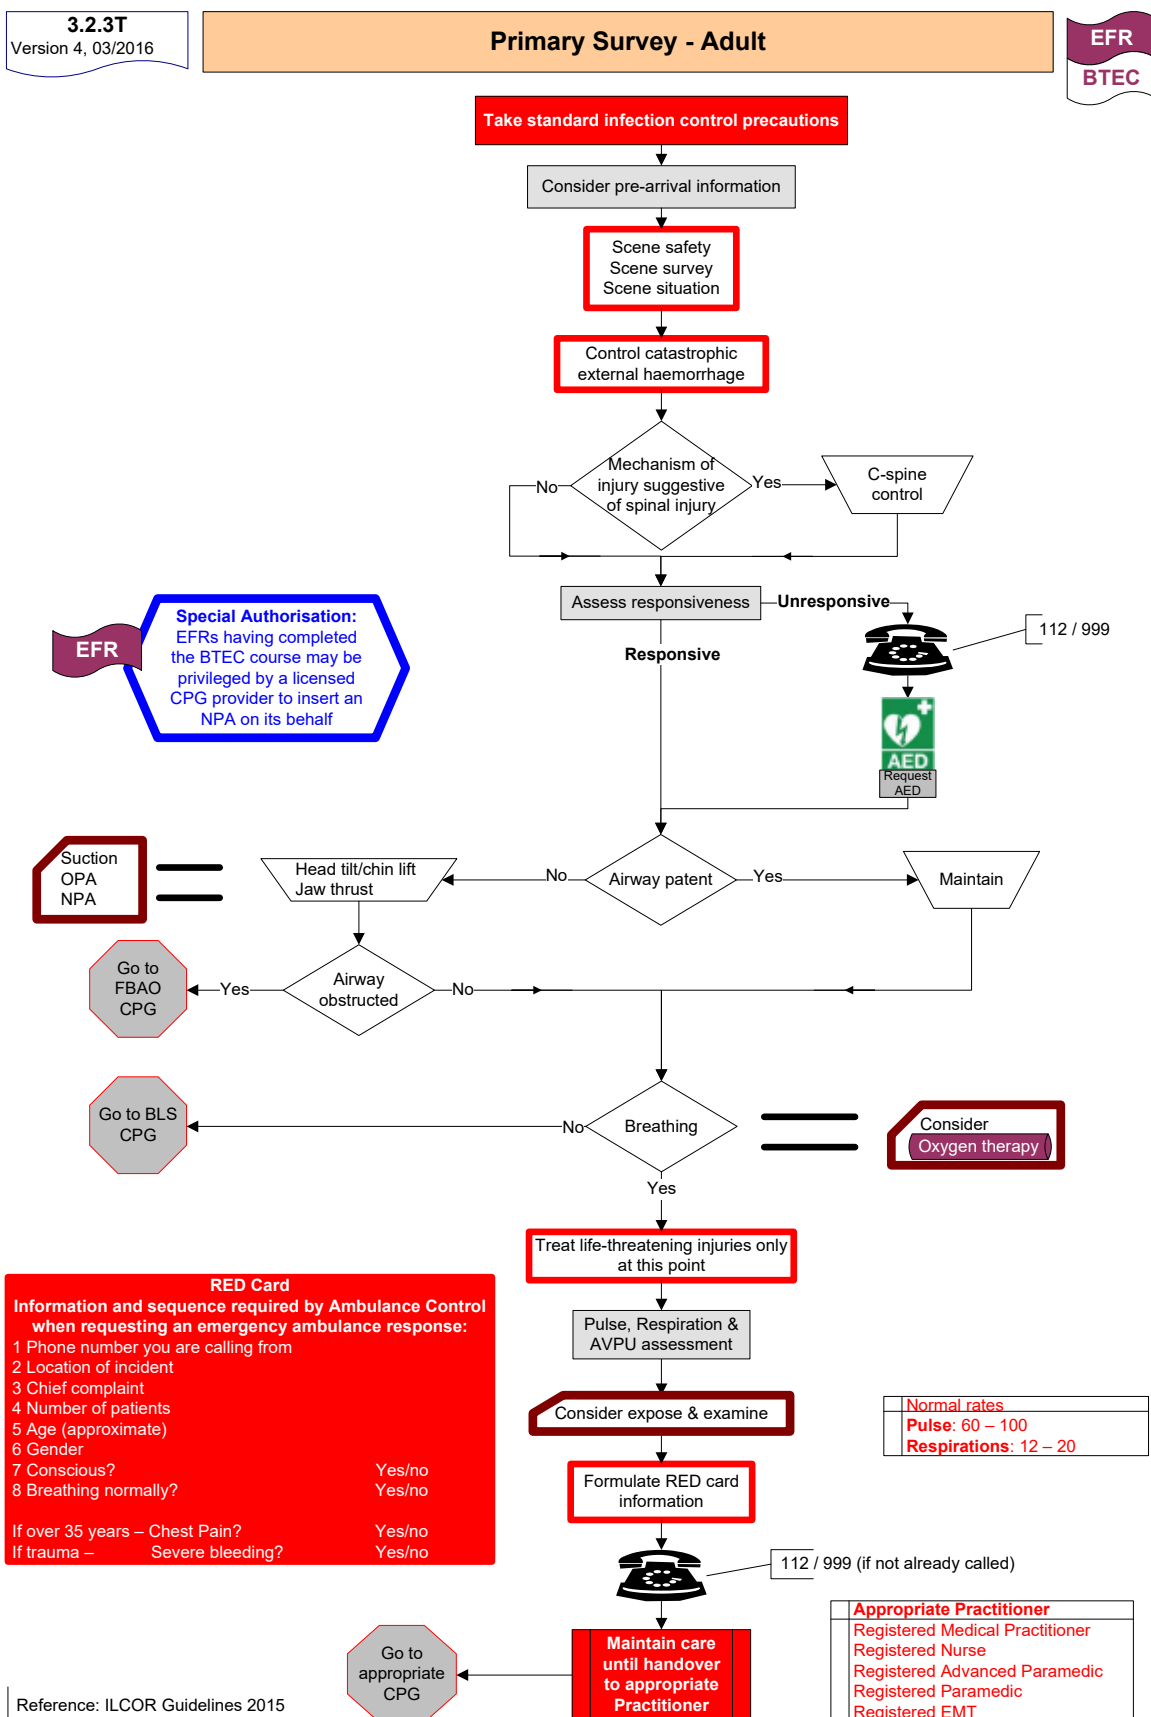 3.2.3T
Version 4, 03/2016
Primary Survey - Adult
EFR
BTEC
Take standard infection control precautions
Consider pre-arrival information
Scene safety
Scene survey
Scene situation
Control catastrophic
external haemorrhage
Mechanism of
injury suggestive
of spinal injury
No
Yes
C-spine
control
Assess responsiveness
Unresponsive
112 / 999
Responsive
Special Authorisation:
EFRs having completed
the BTEC course may be
privileged by a licensed
CPG provider to insert an
NPA on its behalf
EFR
AED
Request
AED
Suction
OPA
NPA
Head tilt/chin lift
Jaw thrust
No
Airway patent
Yes
Maintain
Go to
FBAO
CPG
Yes
Airway
obstructed
No
Go to BLS
CPG
No
Breathing
Consider
Oxygen therapy
Yes
Treat life-threatening injuries only
at this point
RED Card
Information and sequence required by Ambulance Control
when requesting an emergency ambulance response:
1 Phone number you are calling from
2 Location of incident
3 Chief complaint
4 Number of patients
5 Age (approximate)
6 Gender
7 Conscious? Yes/no
8 Breathing normally? Yes/no
If over 35 years – Chest Pain? Yes/no
If trauma – Severe bleeding? Yes/no
Pulse, Respiration &
AVPU assessment
Consider expose & examine
Normal rates
Pulse: 60 – 100
Respirations: 12 – 20
Formulate RED card
information
112 / 999 (if not already called)
Go to
appropriate
CPG
Maintain care
until handover
to appropriate
Practitioner
Appropriate Practitioner
Registered Medical Practitioner
Registered Nurse
Registered Advanced Paramedic
Registered Paramedic
Registered EMT
Reference: ILCOR Guidelines 2015